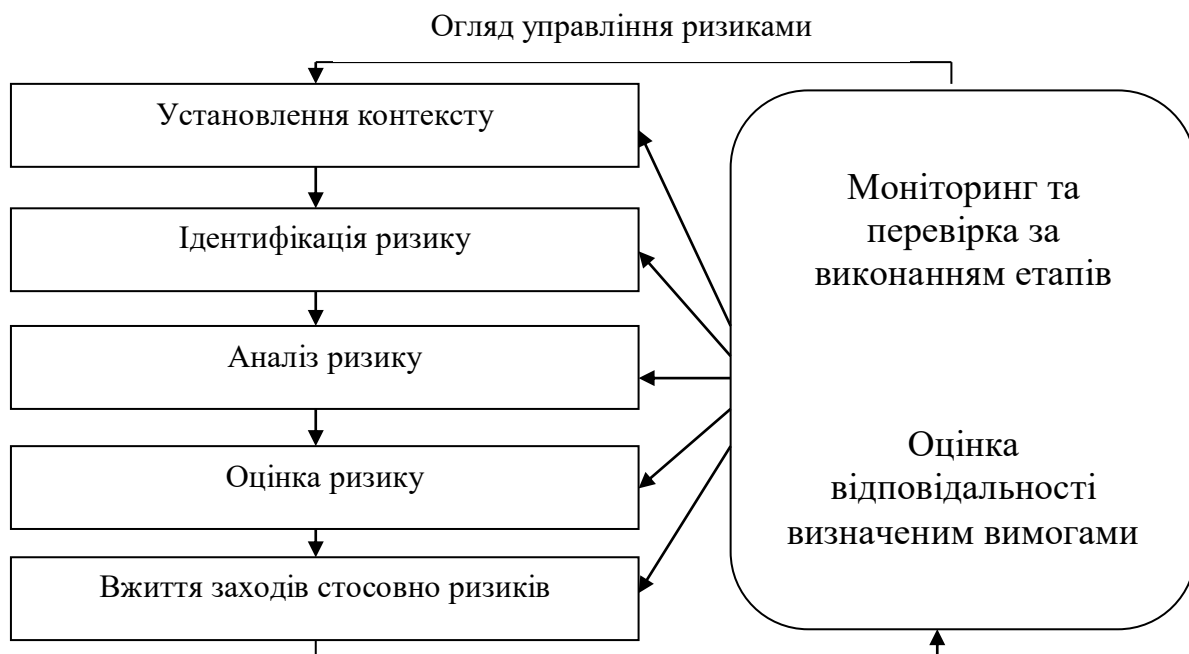 Огляд управління ризиками
Установлення контексту
Ідентифікація ризику
Аналіз ризику
Оцінка ризику
Вжиття заходів стосовно ризиків
Моніторинг та
перевірка за
виконанням етапів
Оцінка
відповідальності
визначеним вимогами